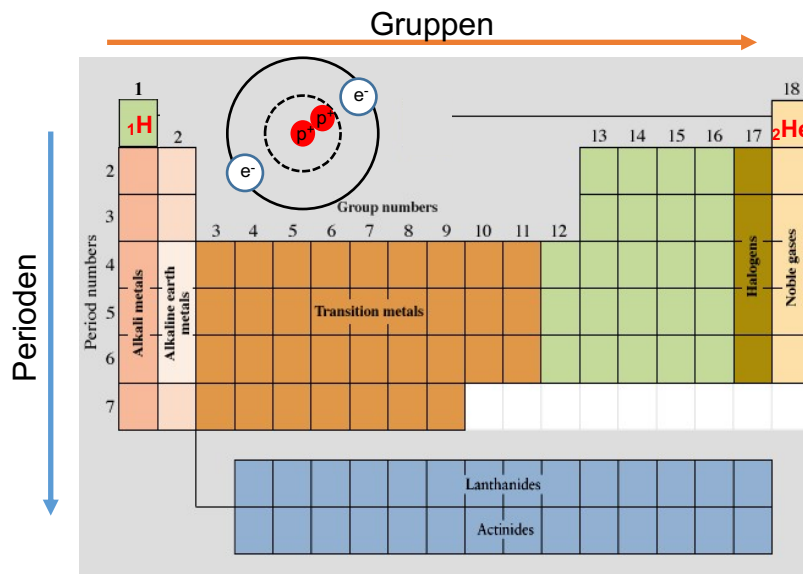 Gruppen
1
18
₁H
2
e⁻
p⁺
p⁺
e⁻
13 14 15 16 17
₂He
Group numbers
3 4 5 6 7 8 9 10 11 12
2
3
4
5
6
7
Perioden
Period numbers
Alkali metals
Alkaline earth
metals
Transition metals
Halogens
Noble gases
Lanthanides
Actinides